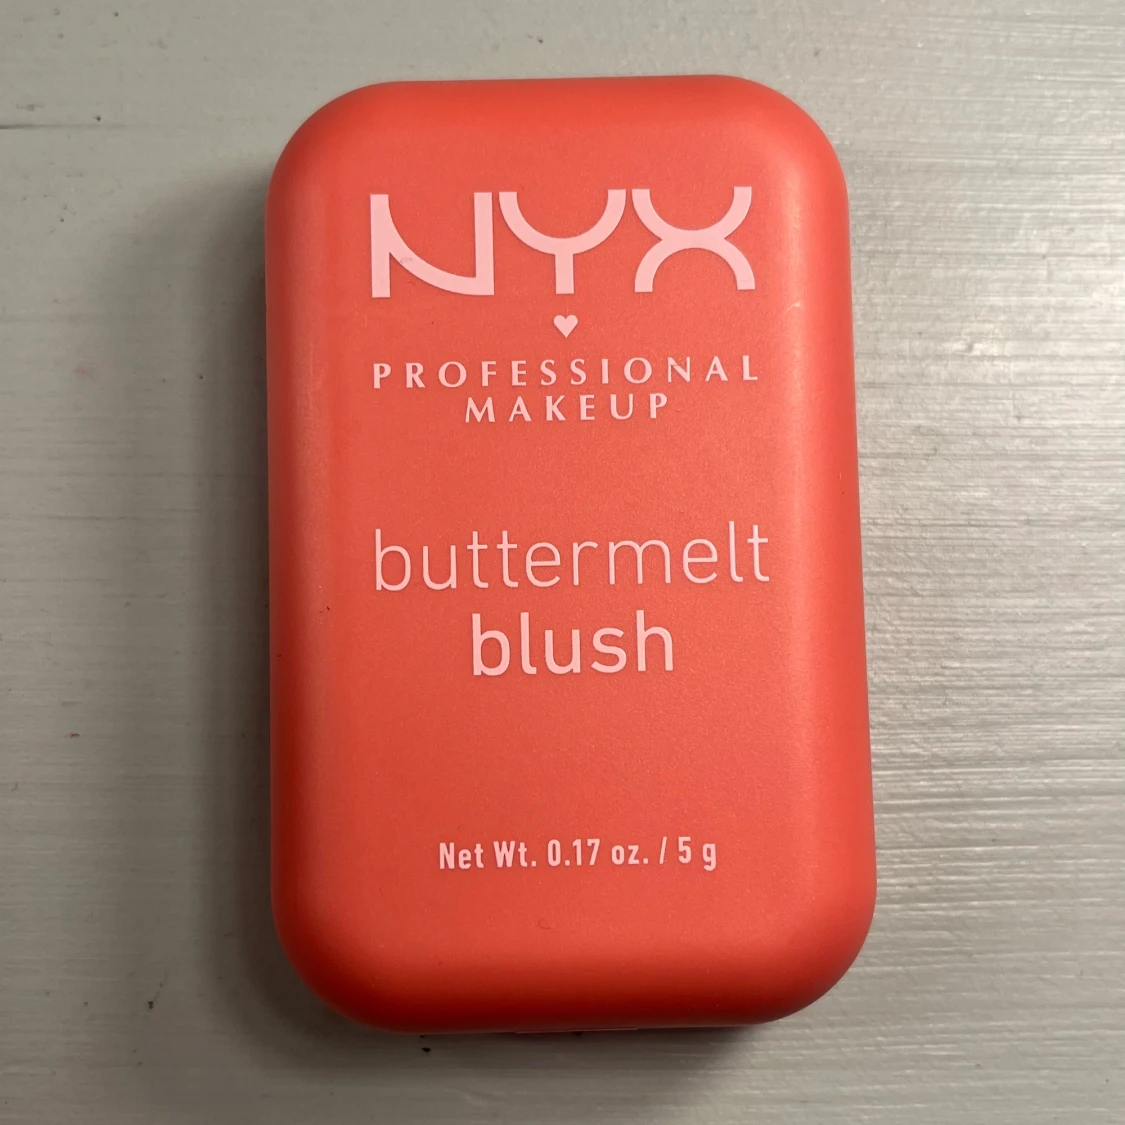 NYX
PROFESSIONAL
MAKEUP
buttermelt
blush
Net Wt. 0.17 oz. / 5 g